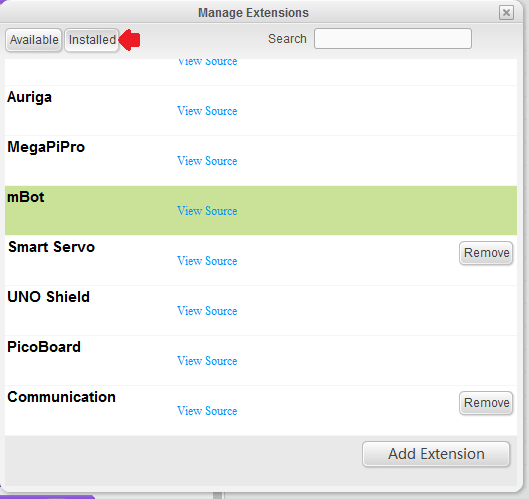 Manage Extensions
Available Installed Search
View Source
Auriga
View Source
MegaPiPro
View Source
mBot
View Source
Smart Servo
Remove
View Source
UNO Shield
View Source
PicoBoard
View Source
Communication
Remove
View Source
Add Extension